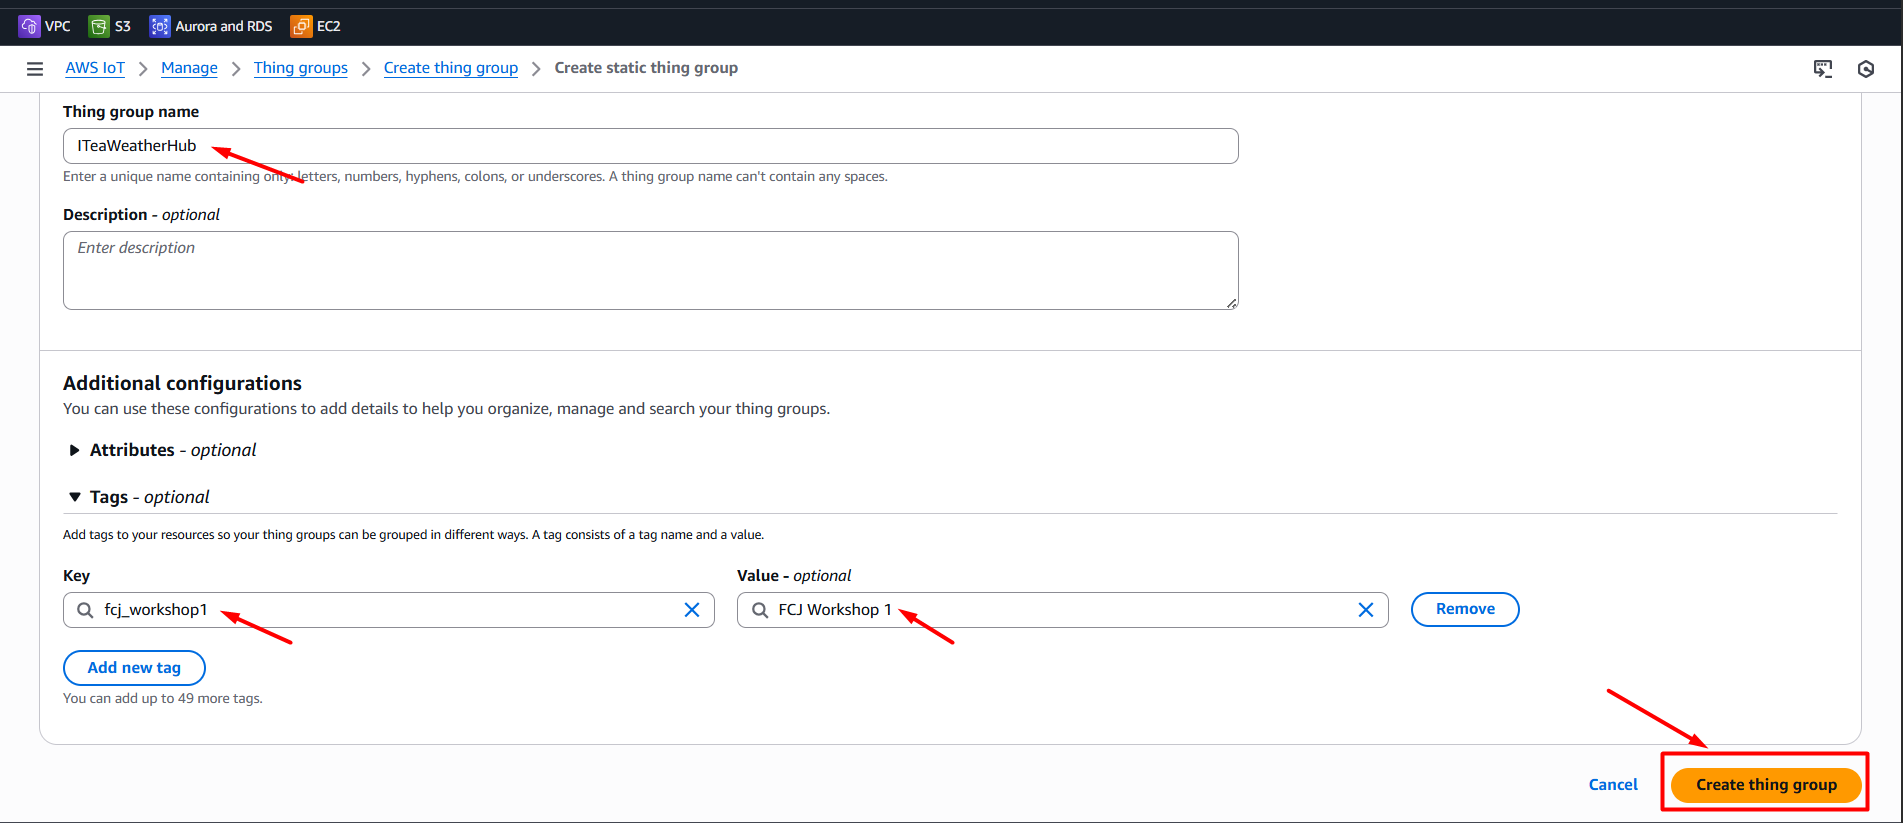 VPC S3 Aurora and RDS EC2
AWS IoT Manage Thing groups Create thing group Create static thing group
Thing group name
ITeaWeatherHub
Enter a unique name containing only: letters, numbers, hyphens, colons, or underscores. A thing group name can't contain any spaces.
Description - optional
Enter description
Additional configurations
You can use these configurations to add details to help you organize, manage and search your thing groups.
Attributes - optional
Tags - optional
Add tags to your resources so your thing groups can be grouped in different ways. A tag consists of a tag name and a value.
Key Value - optional
fcj_workshop1 FCJ Workshop 1 Remove
Add new tag
You can add up to 49 more tags.
Cancel Create thing group